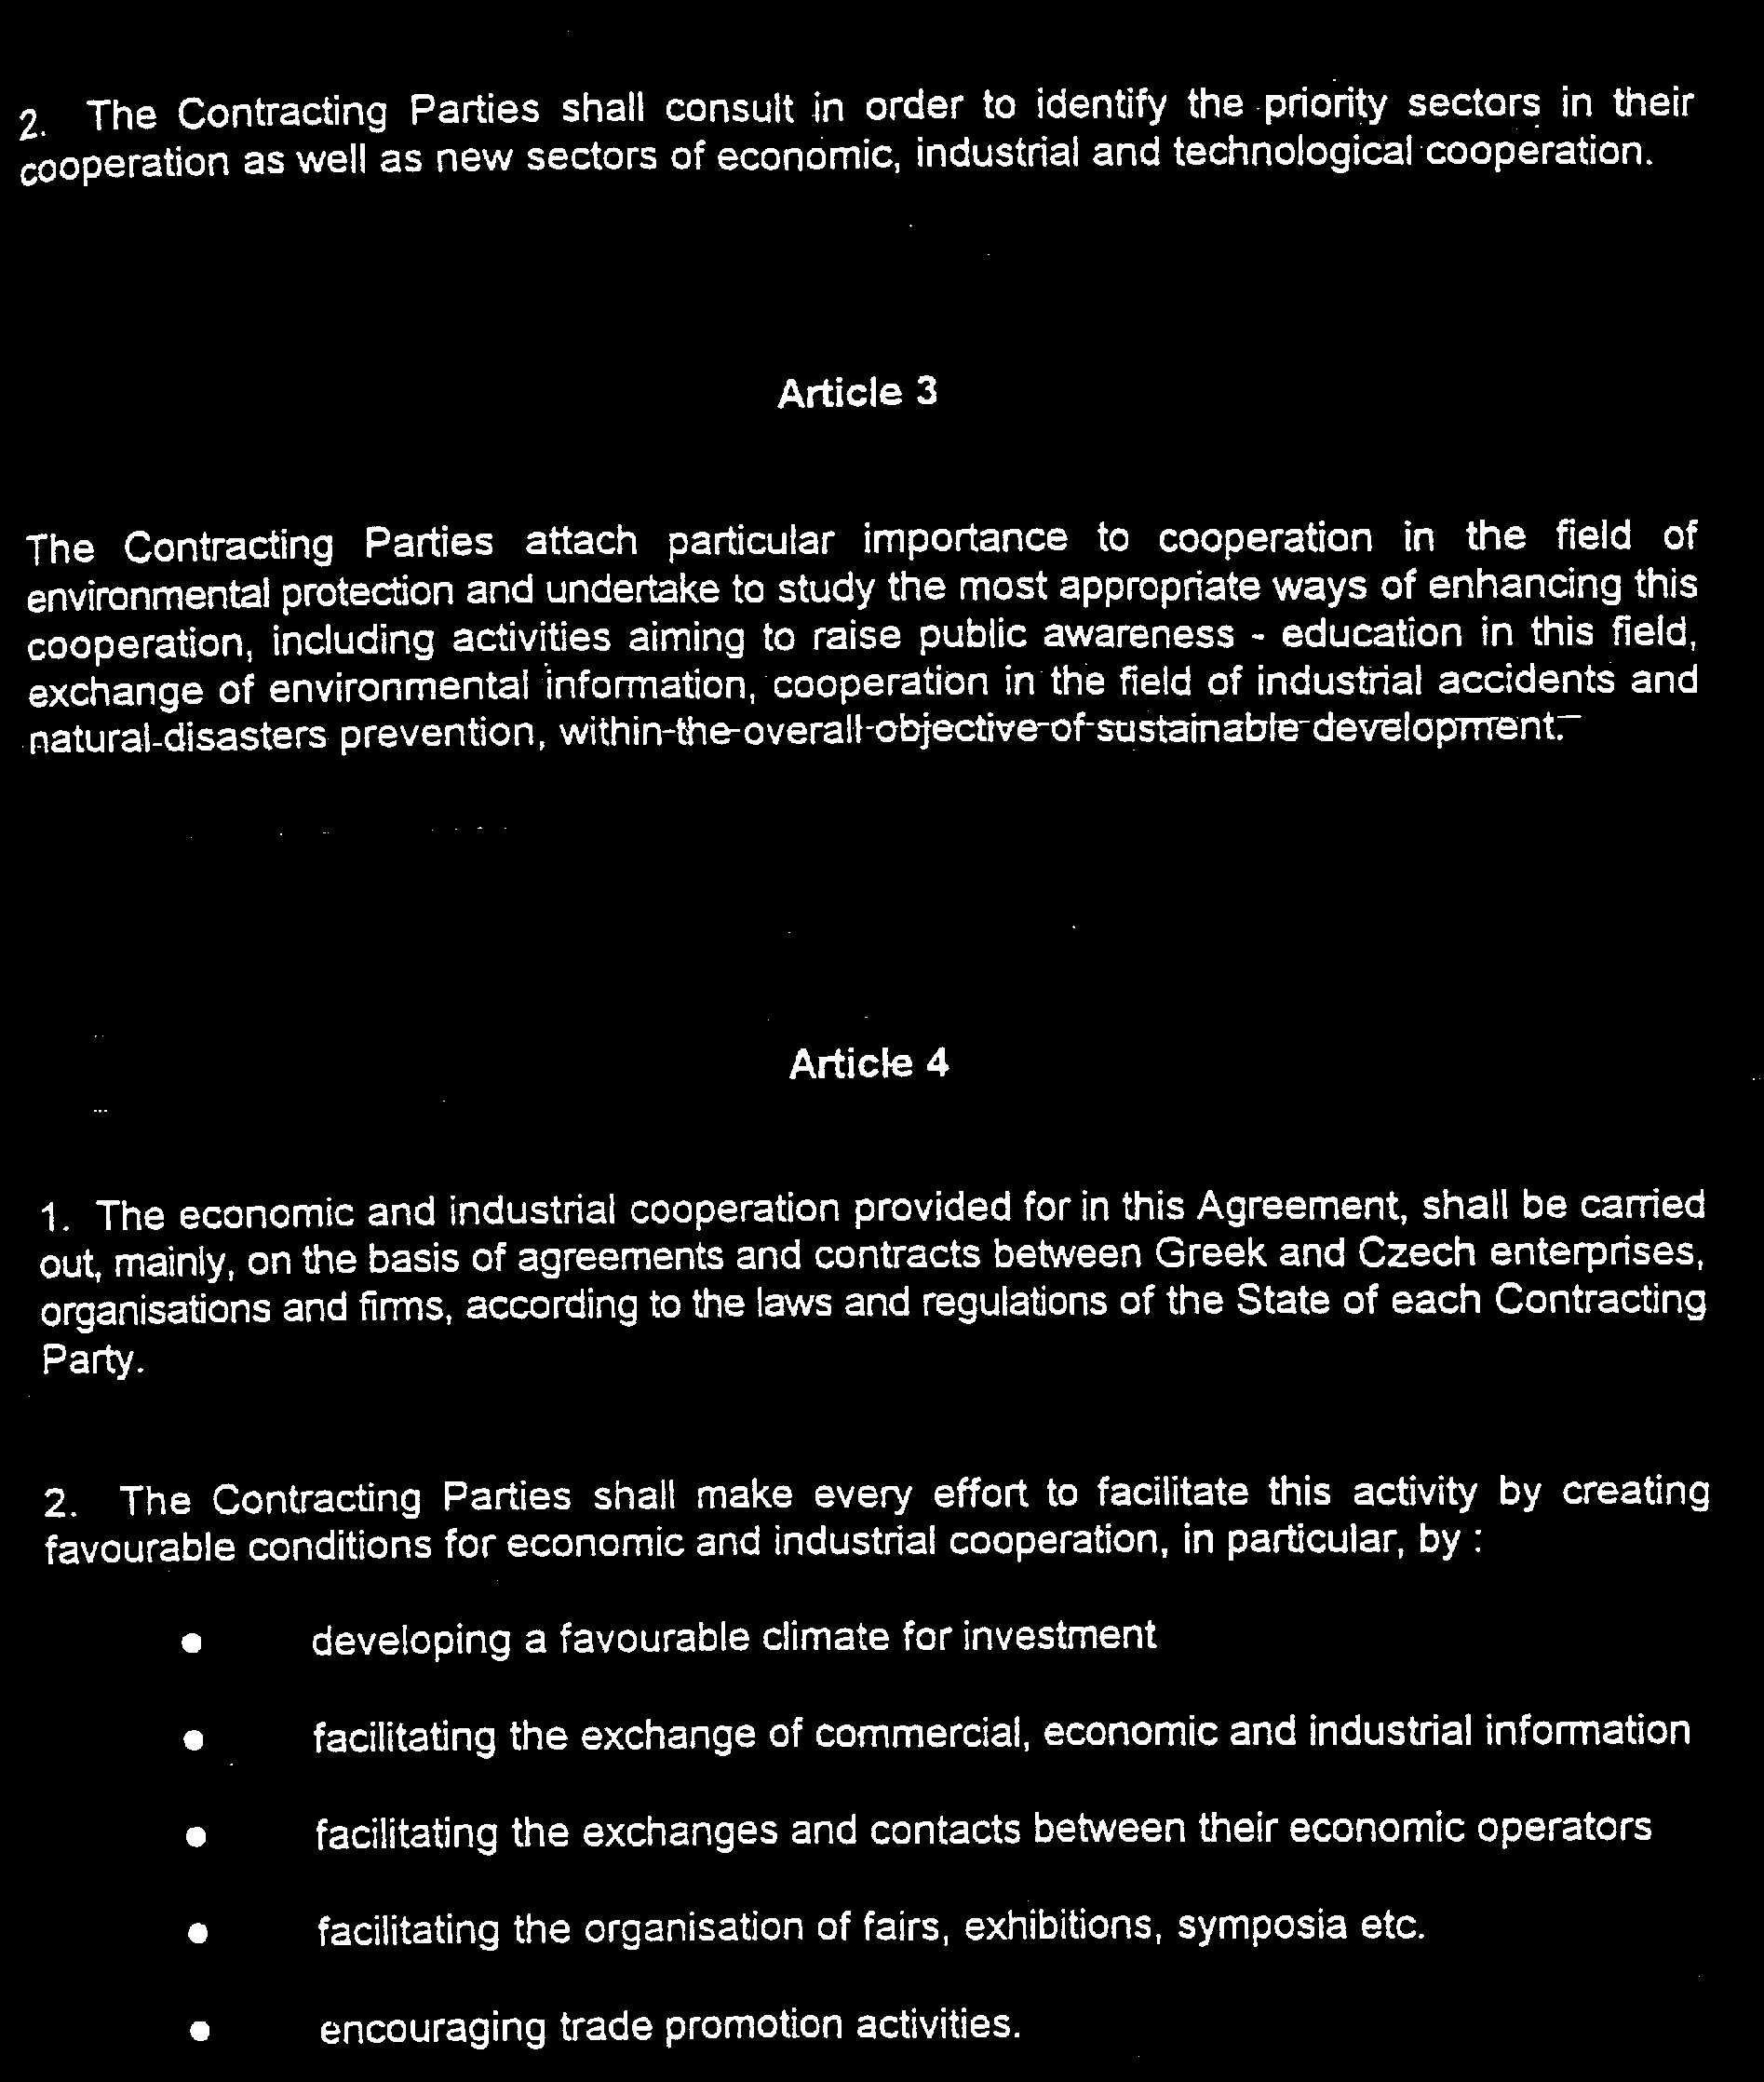 2. The Contracting Parties shall consult in order to identify the priority sectors in their
cooperation as well as new sectors of economic, industrial and technological cooperation.
Article 3
The Contracting Parties attach particular importance to cooperation in the field of
environmental protection and undertake to study the most appropriate ways of enhancing this
cooperation, including activities aiming to raise public awareness - education in this field,
exchange of environmental information, cooperation in the field of industrial accidents and
natural-disasters prevention, within-the-overall-objective-of-sustainable-development.
Article 4
1. The economic and industrial cooperation provided for in this Agreement, shall be carried
out, mainly, on the basis of agreements and contracts between Greek and Czech enterprises,
organisations and firms, according to the laws and regulations of the State of each Contracting
Party.
2. The Contracting Parties shall make every effort to facilitate this activity by creating
favourable conditions for economic and industrial cooperation, in particular, by :
● developing a favourable climate for investment
● facilitating the exchange of commercial, economic and industrial information
● facilitating the exchanges and contacts between their economic operators
● facilitating the organisation of fairs, exhibitions, symposia etc.
● encouraging trade promotion activities.